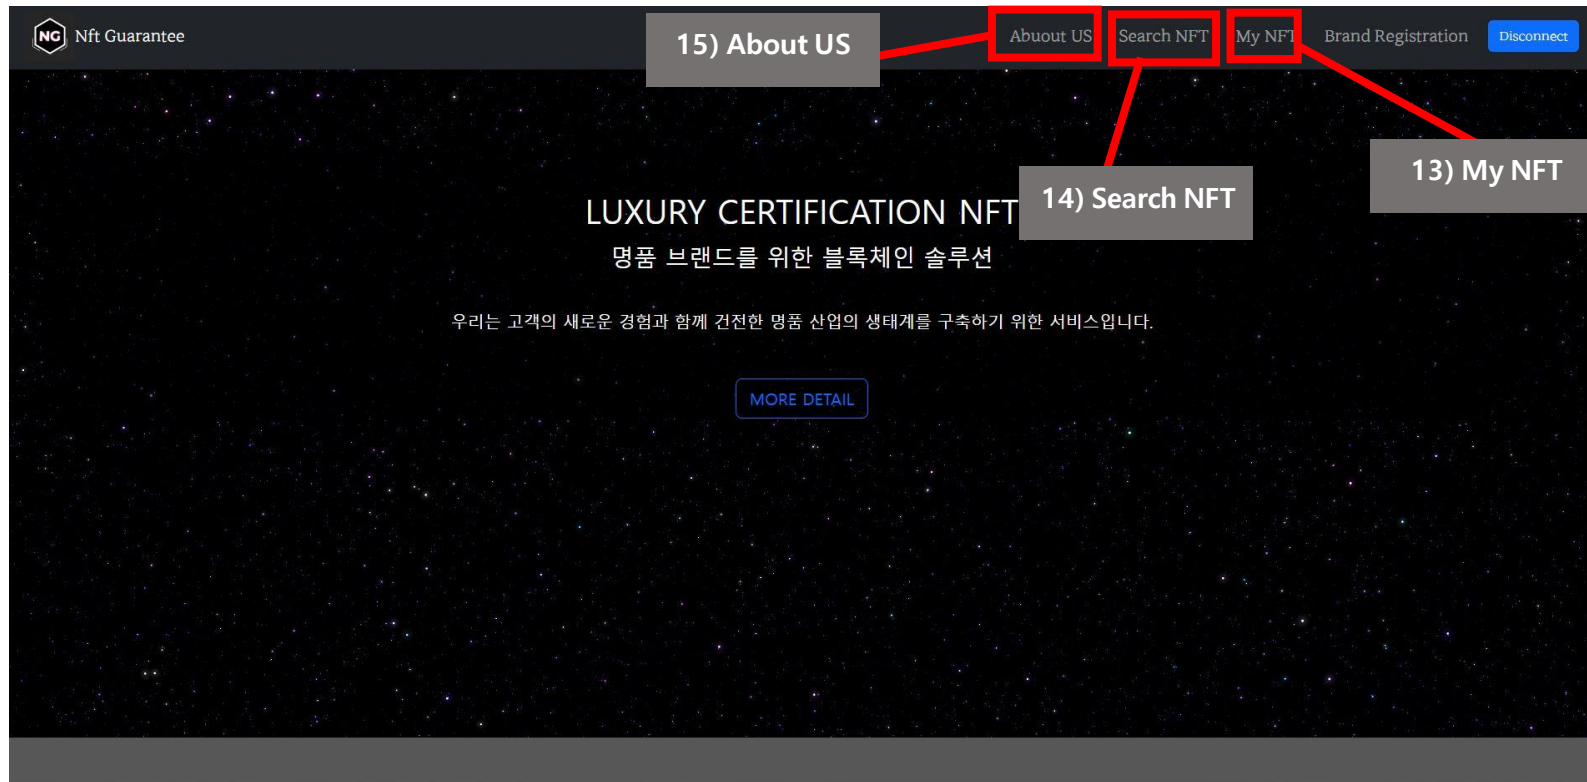 NG Nft Guarantee
15) About US
Abuout US
Search NFT
My NFT
Brand Registration
Disconnect
13) My NFT
14) Search NFT
LUXURY CERTIFICATION NFT
명품 브랜드를 위한 블록체인 솔루션
우리는 고객의 새로운 경험과 함께 건전한 명품 산업의 생태계를 구축하기 위한 서비스입니다.
MORE DETAIL